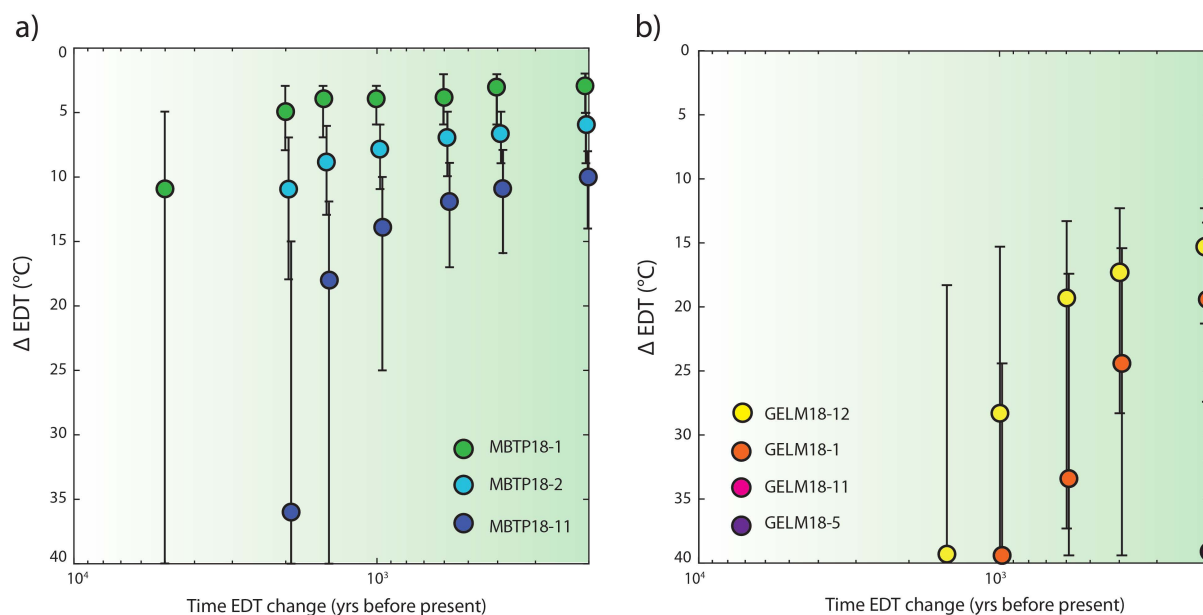 a)
0
5
10
15
20
25
30
35
40
Δ EDT (°C)
MBTP18-1
MBTP18-2
MBTP18-11
10⁴
10³
Time EDT change (yrs before present)
b)
0
5
10
15
20
25
30
35
40
Δ EDT (°C)
GELM18-12
GELM18-1
GELM18-11
GELM18-5
10⁴
10³
Time EDT change (yrs before present)